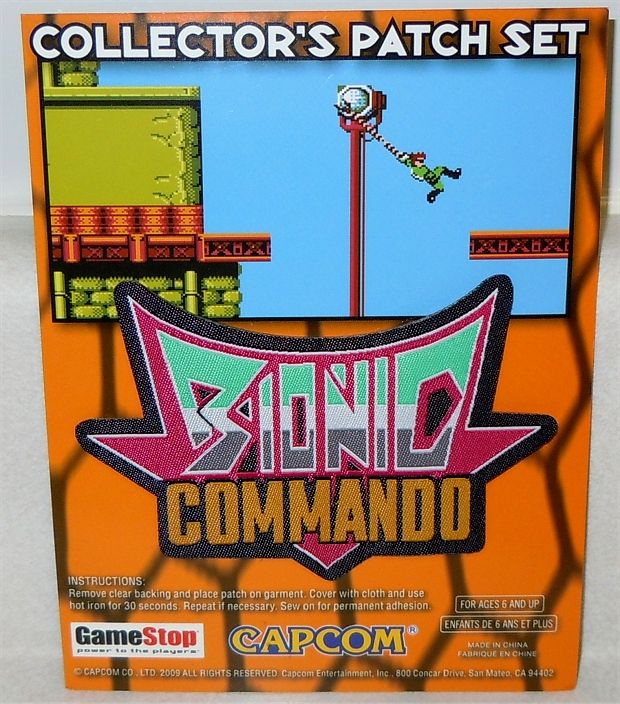 COLLECTOR'S PATCH SET
BIONIC
COMMANDO
INSTRUCTIONS:
Remove clear backing and place patch on garment. Cover with cloth and use
hot iron for 30 seconds. Repeat if necessary. Sew on for permanent adhesion.
FOR AGES 6 AND UP
ENFANTS DE 6 ANS ET PLUS
GameStop
power to the players™
CAPCOM®
MADE IN CHINA
FABRIQUE EN CHINE
© CAPCOM CO., LTD. 2009 ALL RIGHTS RESERVED. Capcom Entertainment, Inc., 800 Concar Drive, San Mateo, CA 94402